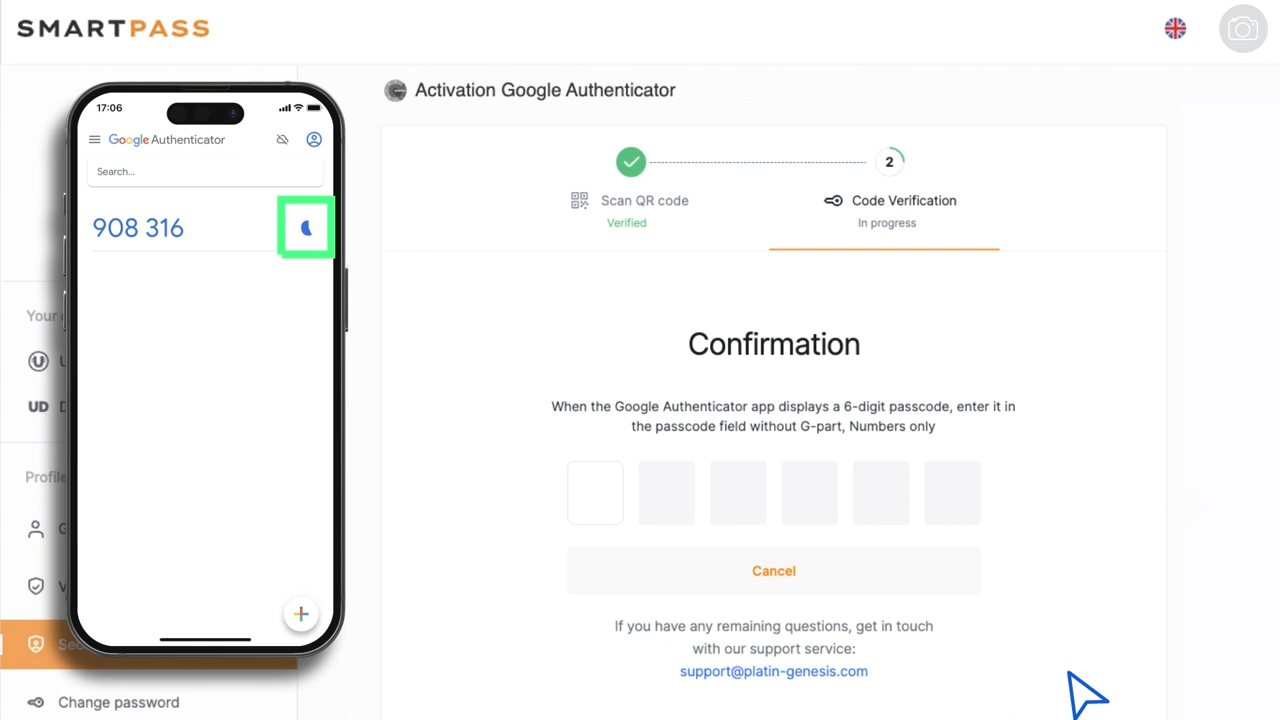 SMARTPASS
17:06
Google Authenticator
Search...
908 316
Your
UD
Profile
Change password
Activation Google Authenticator
2
Scan QR code
Verified
Code Verification
In progress
Confirmation
When the Google Authenticator app displays a 6-digit passcode, enter it in
the passcode field without G-part, Numbers only
Cancel
If you have any remaining questions, get in touch
with our support service:
support@platin-genesis.com